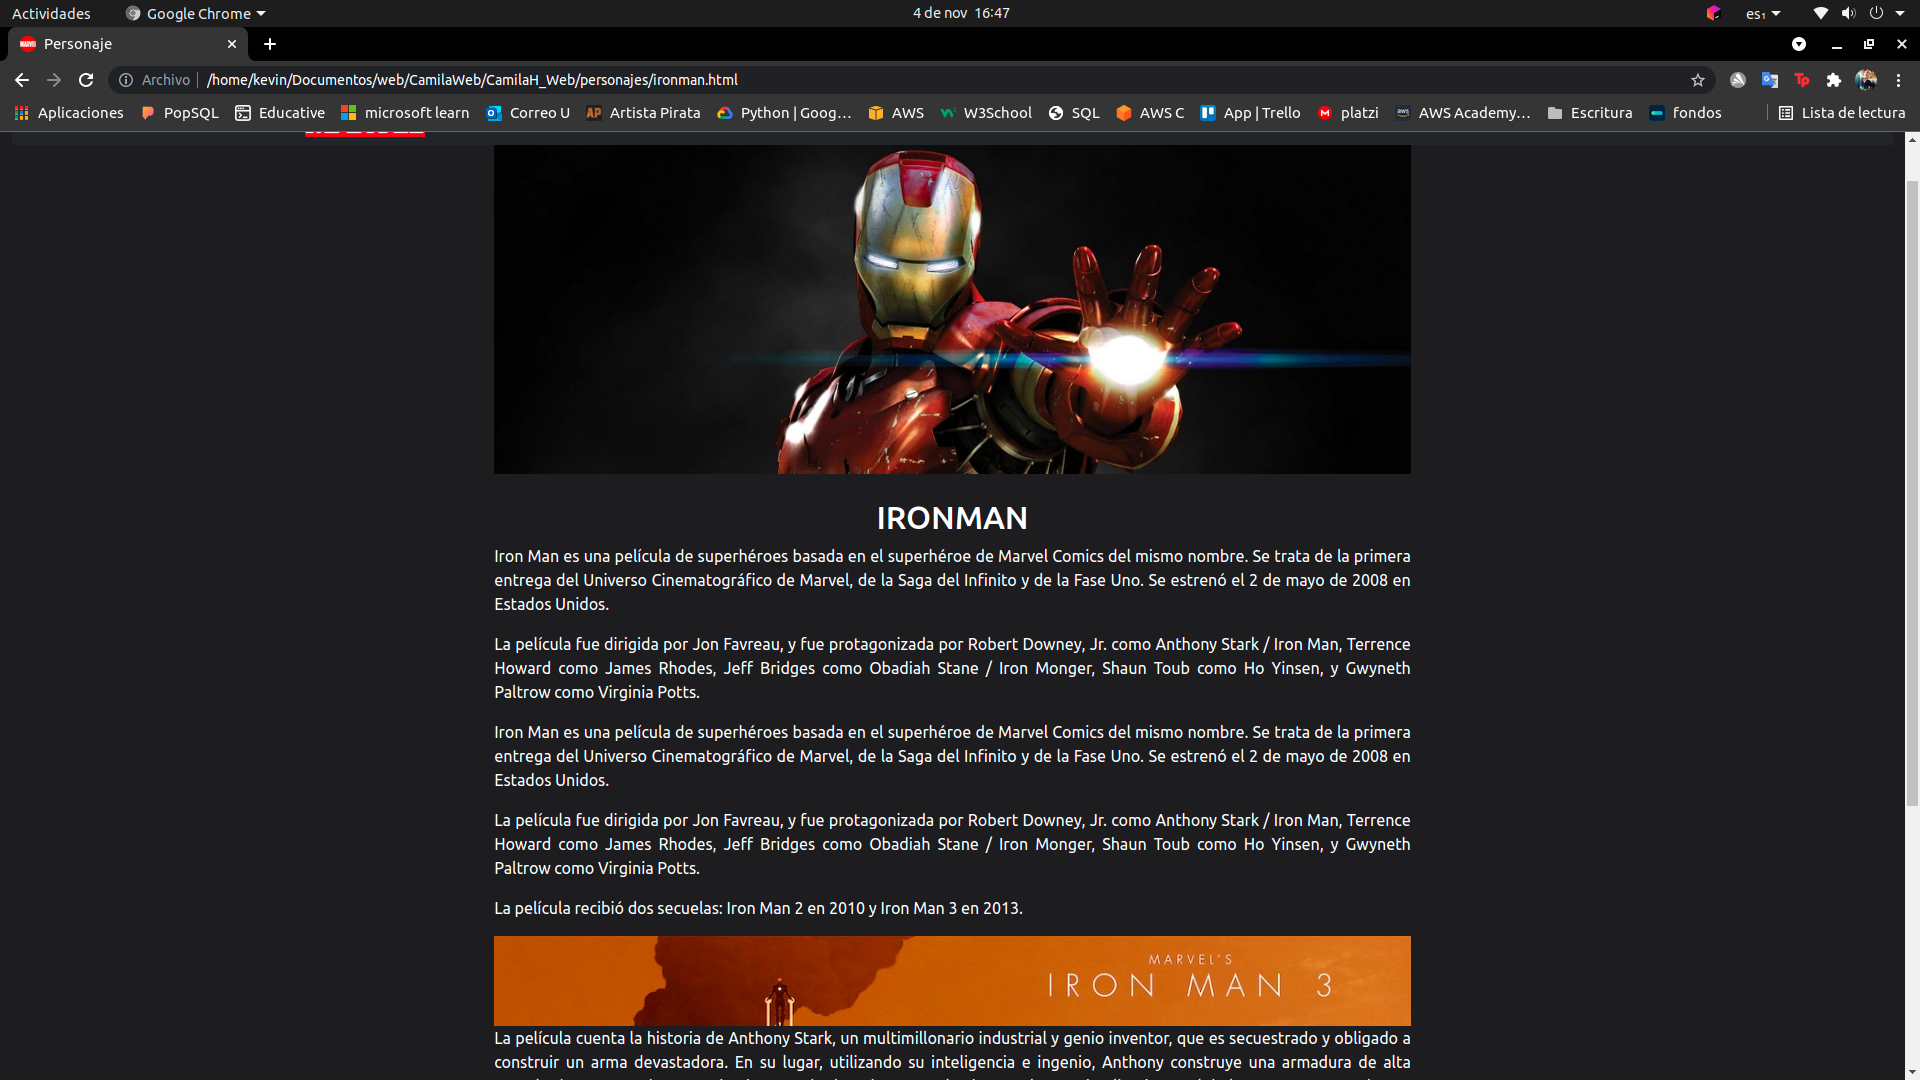 Actividades
Google Chrome
4 de nov 16:47
es₁
MARVEL Personaje
Archivo
/home/kevin/Documentos/web/CamilaWeb/CamilaH_Web/personajes/ironman.html
Tp
Aplicaciones
PopSQL
Educative
microsoft learn
Correo U
AP Artista Pirata
Python | Goog…
AWS
W3School
SQL
AWS C
App | Trello
platzi
aws AWS Academy…
Escritura
fondos
Lista de lectura
IRONMAN
Iron Man es una película de superhéroes basada en el superhéroe de Marvel Comics del mismo nombre. Se trata de la primera
entrega del Universo Cinematográfico de Marvel, de la Saga del Infinito y de la Fase Uno. Se estrenó el 2 de mayo de 2008 en
Estados Unidos.
La película fue dirigida por Jon Favreau, y fue protagonizada por Robert Downey, Jr. como Anthony Stark / Iron Man, Terrence
Howard como James Rhodes, Jeff Bridges como Obadiah Stane / Iron Monger, Shaun Toub como Ho Yinsen, y Gwyneth
Paltrow como Virginia Potts.
Iron Man es una película de superhéroes basada en el superhéroe de Marvel Comics del mismo nombre. Se trata de la primera
entrega del Universo Cinematográfico de Marvel, de la Saga del Infinito y de la Fase Uno. Se estrenó el 2 de mayo de 2008 en
Estados Unidos.
La película fue dirigida por Jon Favreau, y fue protagonizada por Robert Downey, Jr. como Anthony Stark / Iron Man, Terrence
Howard como James Rhodes, Jeff Bridges como Obadiah Stane / Iron Monger, Shaun Toub como Ho Yinsen, y Gwyneth
Paltrow como Virginia Potts.
La película recibió dos secuelas: Iron Man 2 en 2010 y Iron Man 3 en 2013.
MARVEL'S
IRON MAN 3
La película cuenta la historia de Anthony Stark, un multimillonario industrial y genio inventor, que es secuestrado y obligado a
construir un arma devastadora. En su lugar, utilizando su inteligencia e ingenio, Anthony construye una armadura de alta